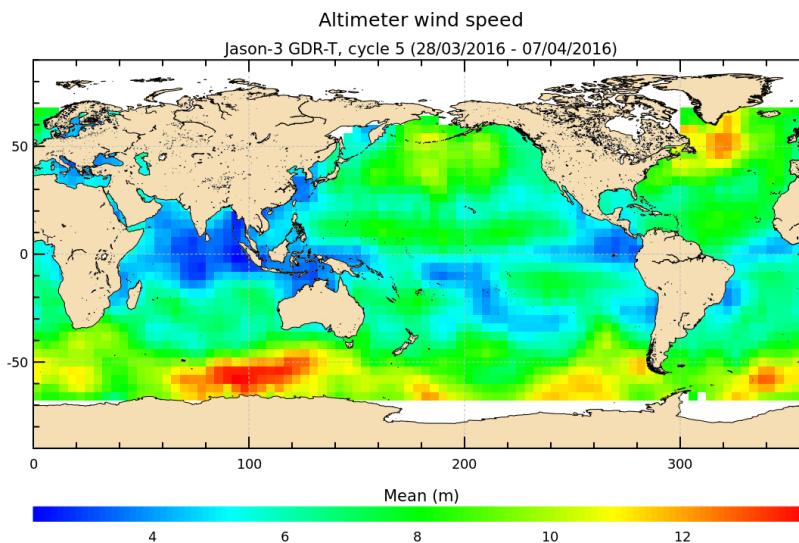 Altimeter wind speed
Jason-3 GDR-T, cycle 5 (28/03/2016 - 07/04/2016)
50
0
-50
0 100 200 300
Mean (m)
4 6 8 10 12